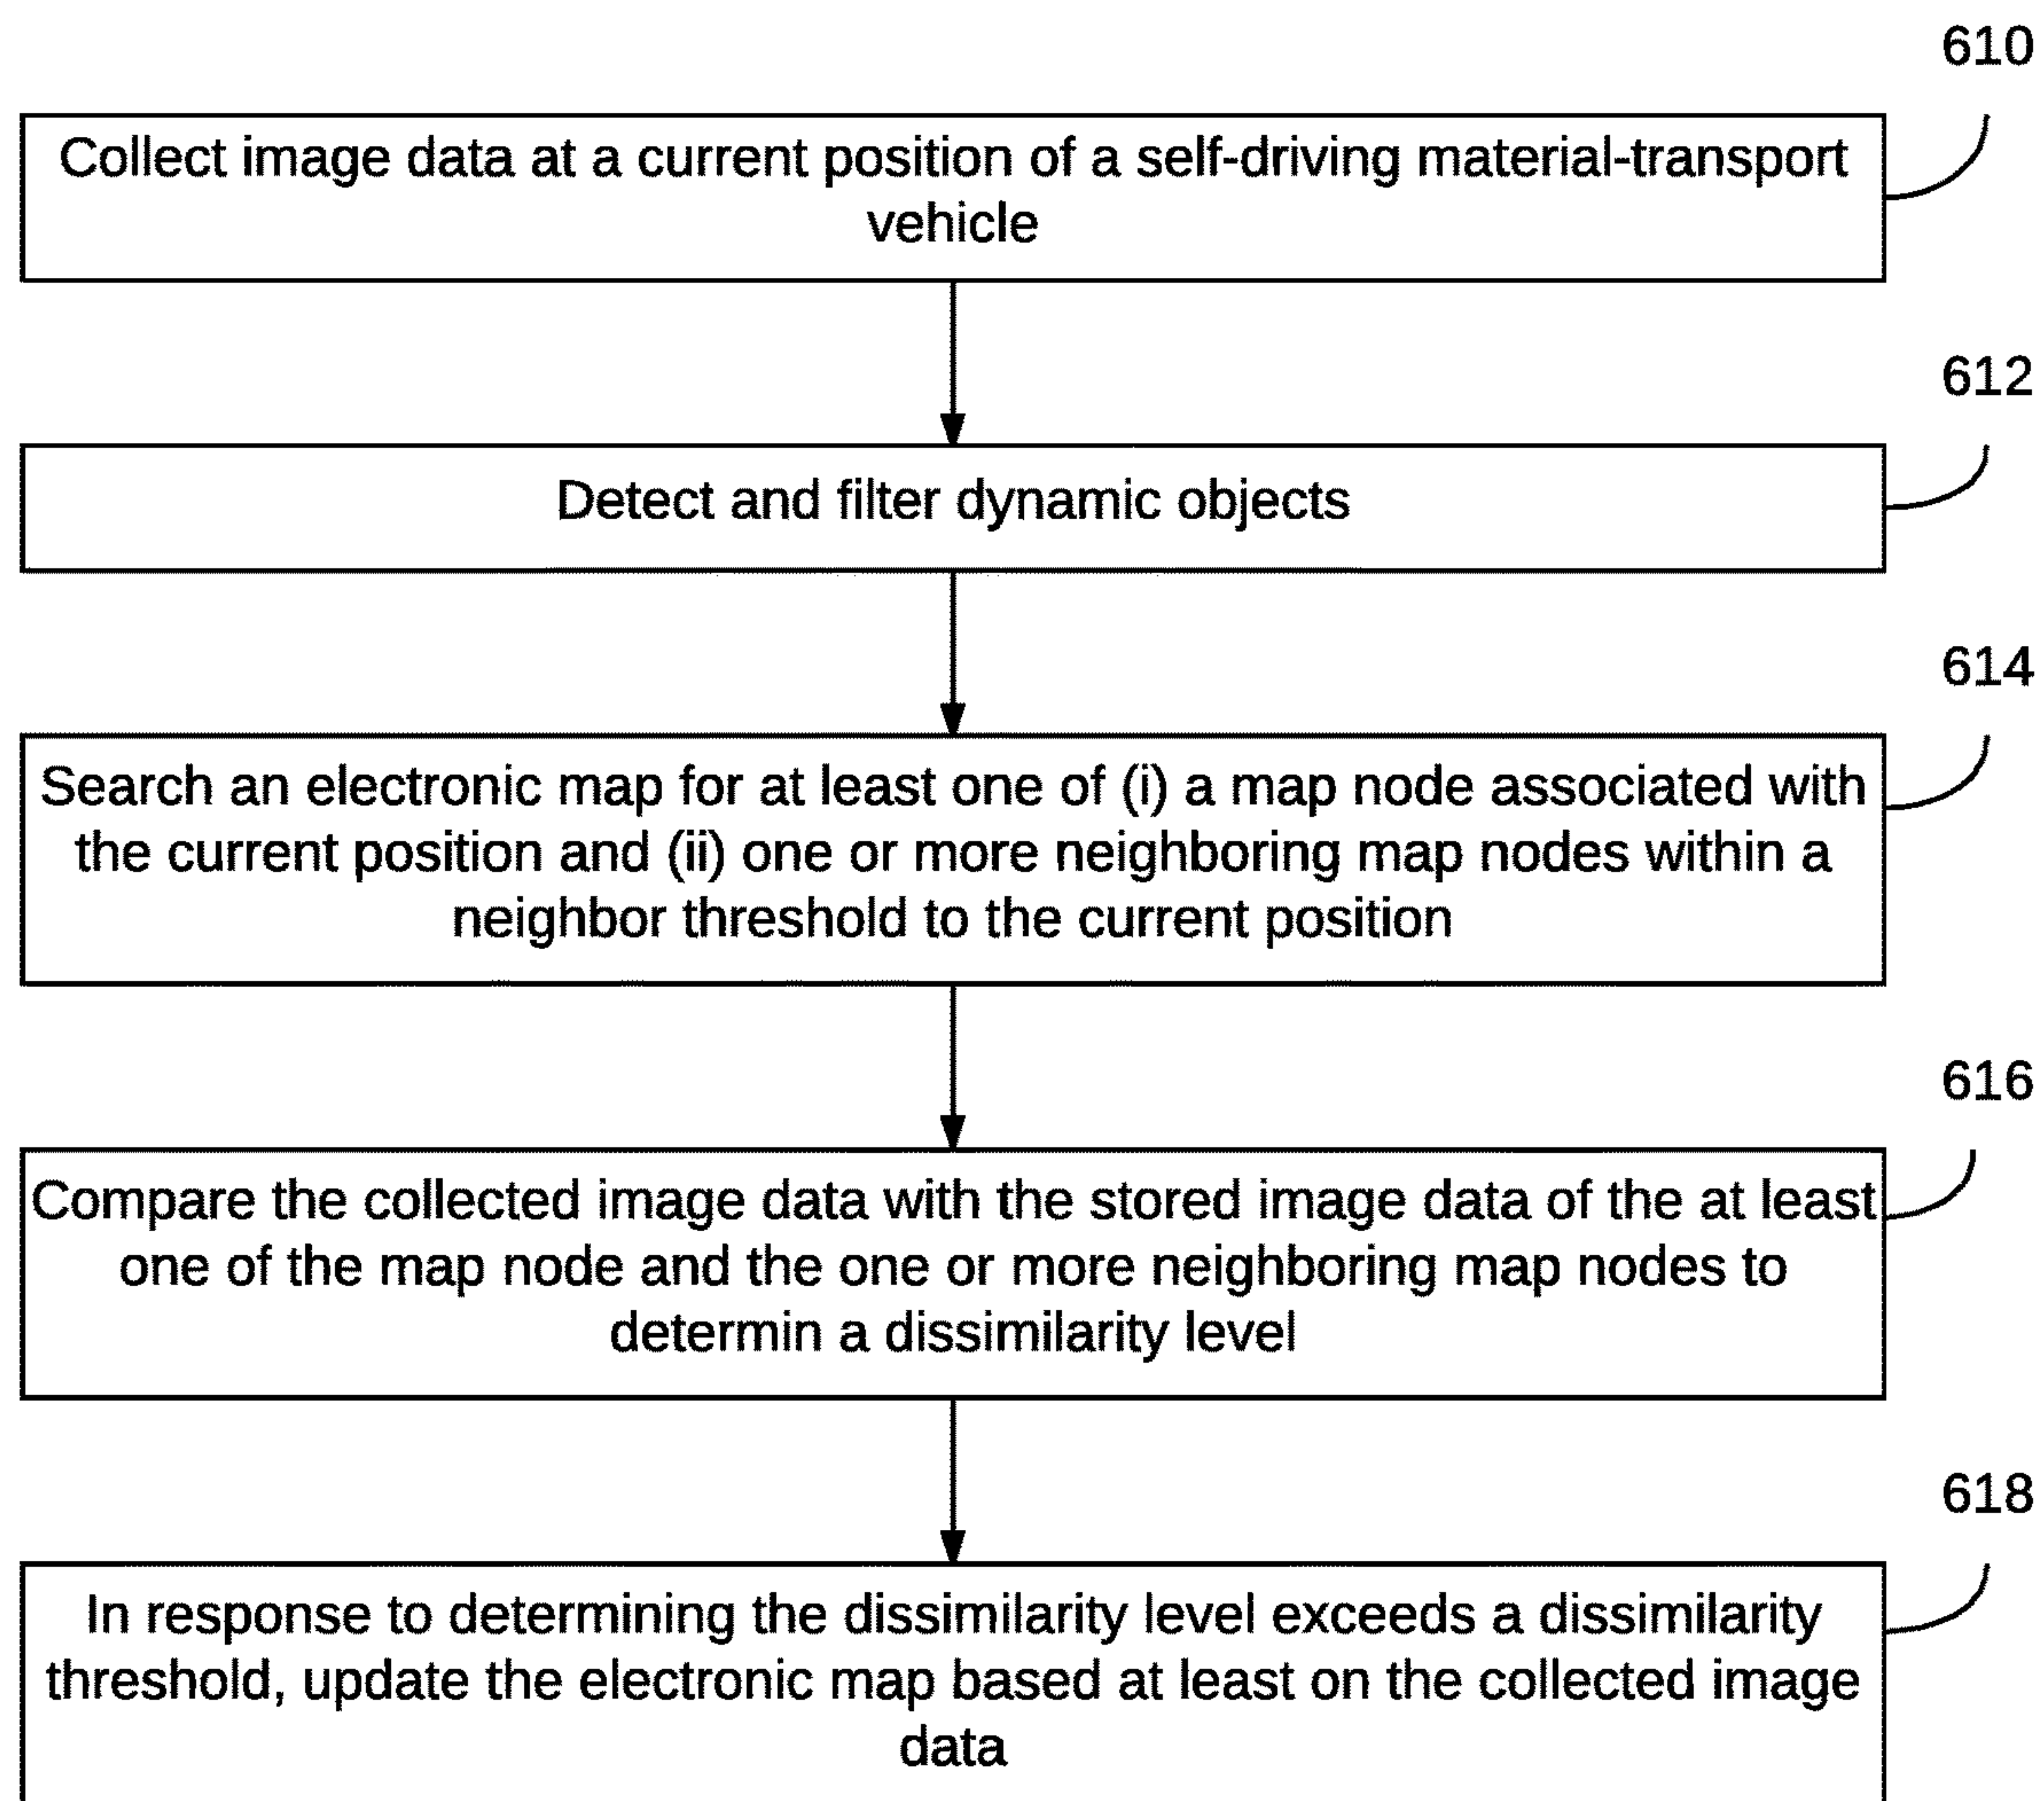 610
Collect image data at a current position of a self-driving material-transport
vehicle
612
Detect and filter dynamic objects
614
Search an electronic map for at least one of (i) a map node associated with
the current position and (ii) one or more neighboring map nodes within a
neighbor threshold to the current position
616
Compare the collected image data with the stored image data of the at least
one of the map node and the one or more neighboring map nodes to
determin a dissimilarity level
618
In response to determining the dissimilarity level exceeds a dissimilarity
threshold, update the electronic map based at least on the collected image
data